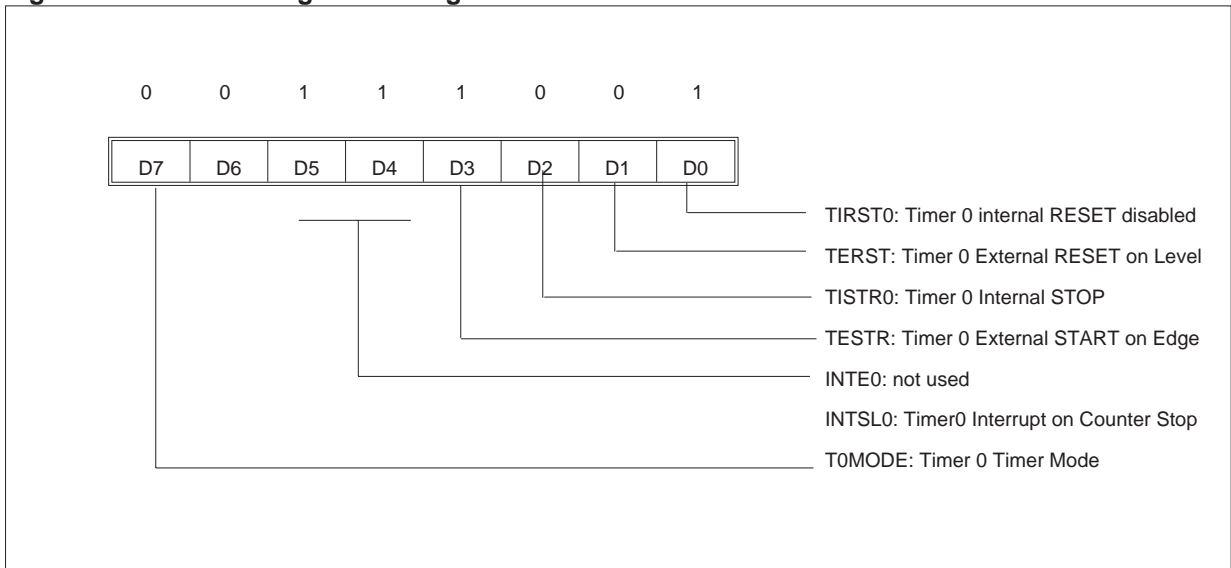 0 0 1 1 1 0 0 1
D7 D6 D5 D4 D3 D2 D1 D0
TIRST0: Timer 0 internal RESET disabled
TERST: Timer 0 External RESET on Level
TISTR0: Timer 0 Internal STOP
TESTR: Timer 0 External START on Edge
INTE0: not used
INTSL0: Timer0 Interrupt on Counter Stop
T0MODE: Timer 0 Timer Mode